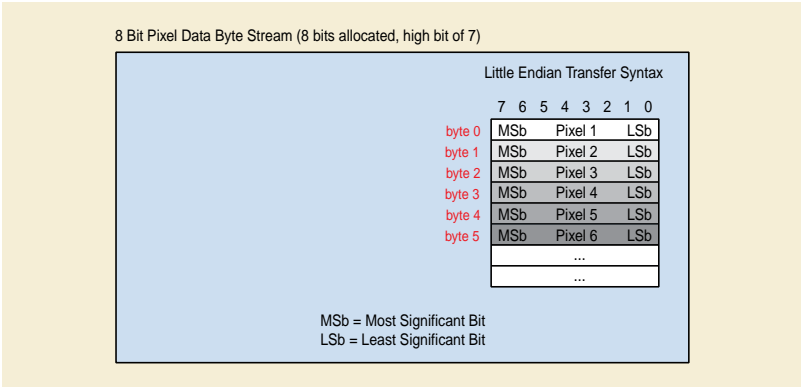 8 Bit Pixel Data Byte Stream (8 bits allocated, high bit of 7)
Little Endian Transfer Syntax
7 6 5 4 3 2 1 0
byte 0 MSb Pixel 1 LSb
byte 1 MSb Pixel 2 LSb
byte 2 MSb Pixel 3 LSb
byte 3 MSb Pixel 4 LSb
byte 4 MSb Pixel 5 LSb
byte 5 MSb Pixel 6 LSb
...
...
MSb = Most Significant Bit
LSb = Least Significant Bit